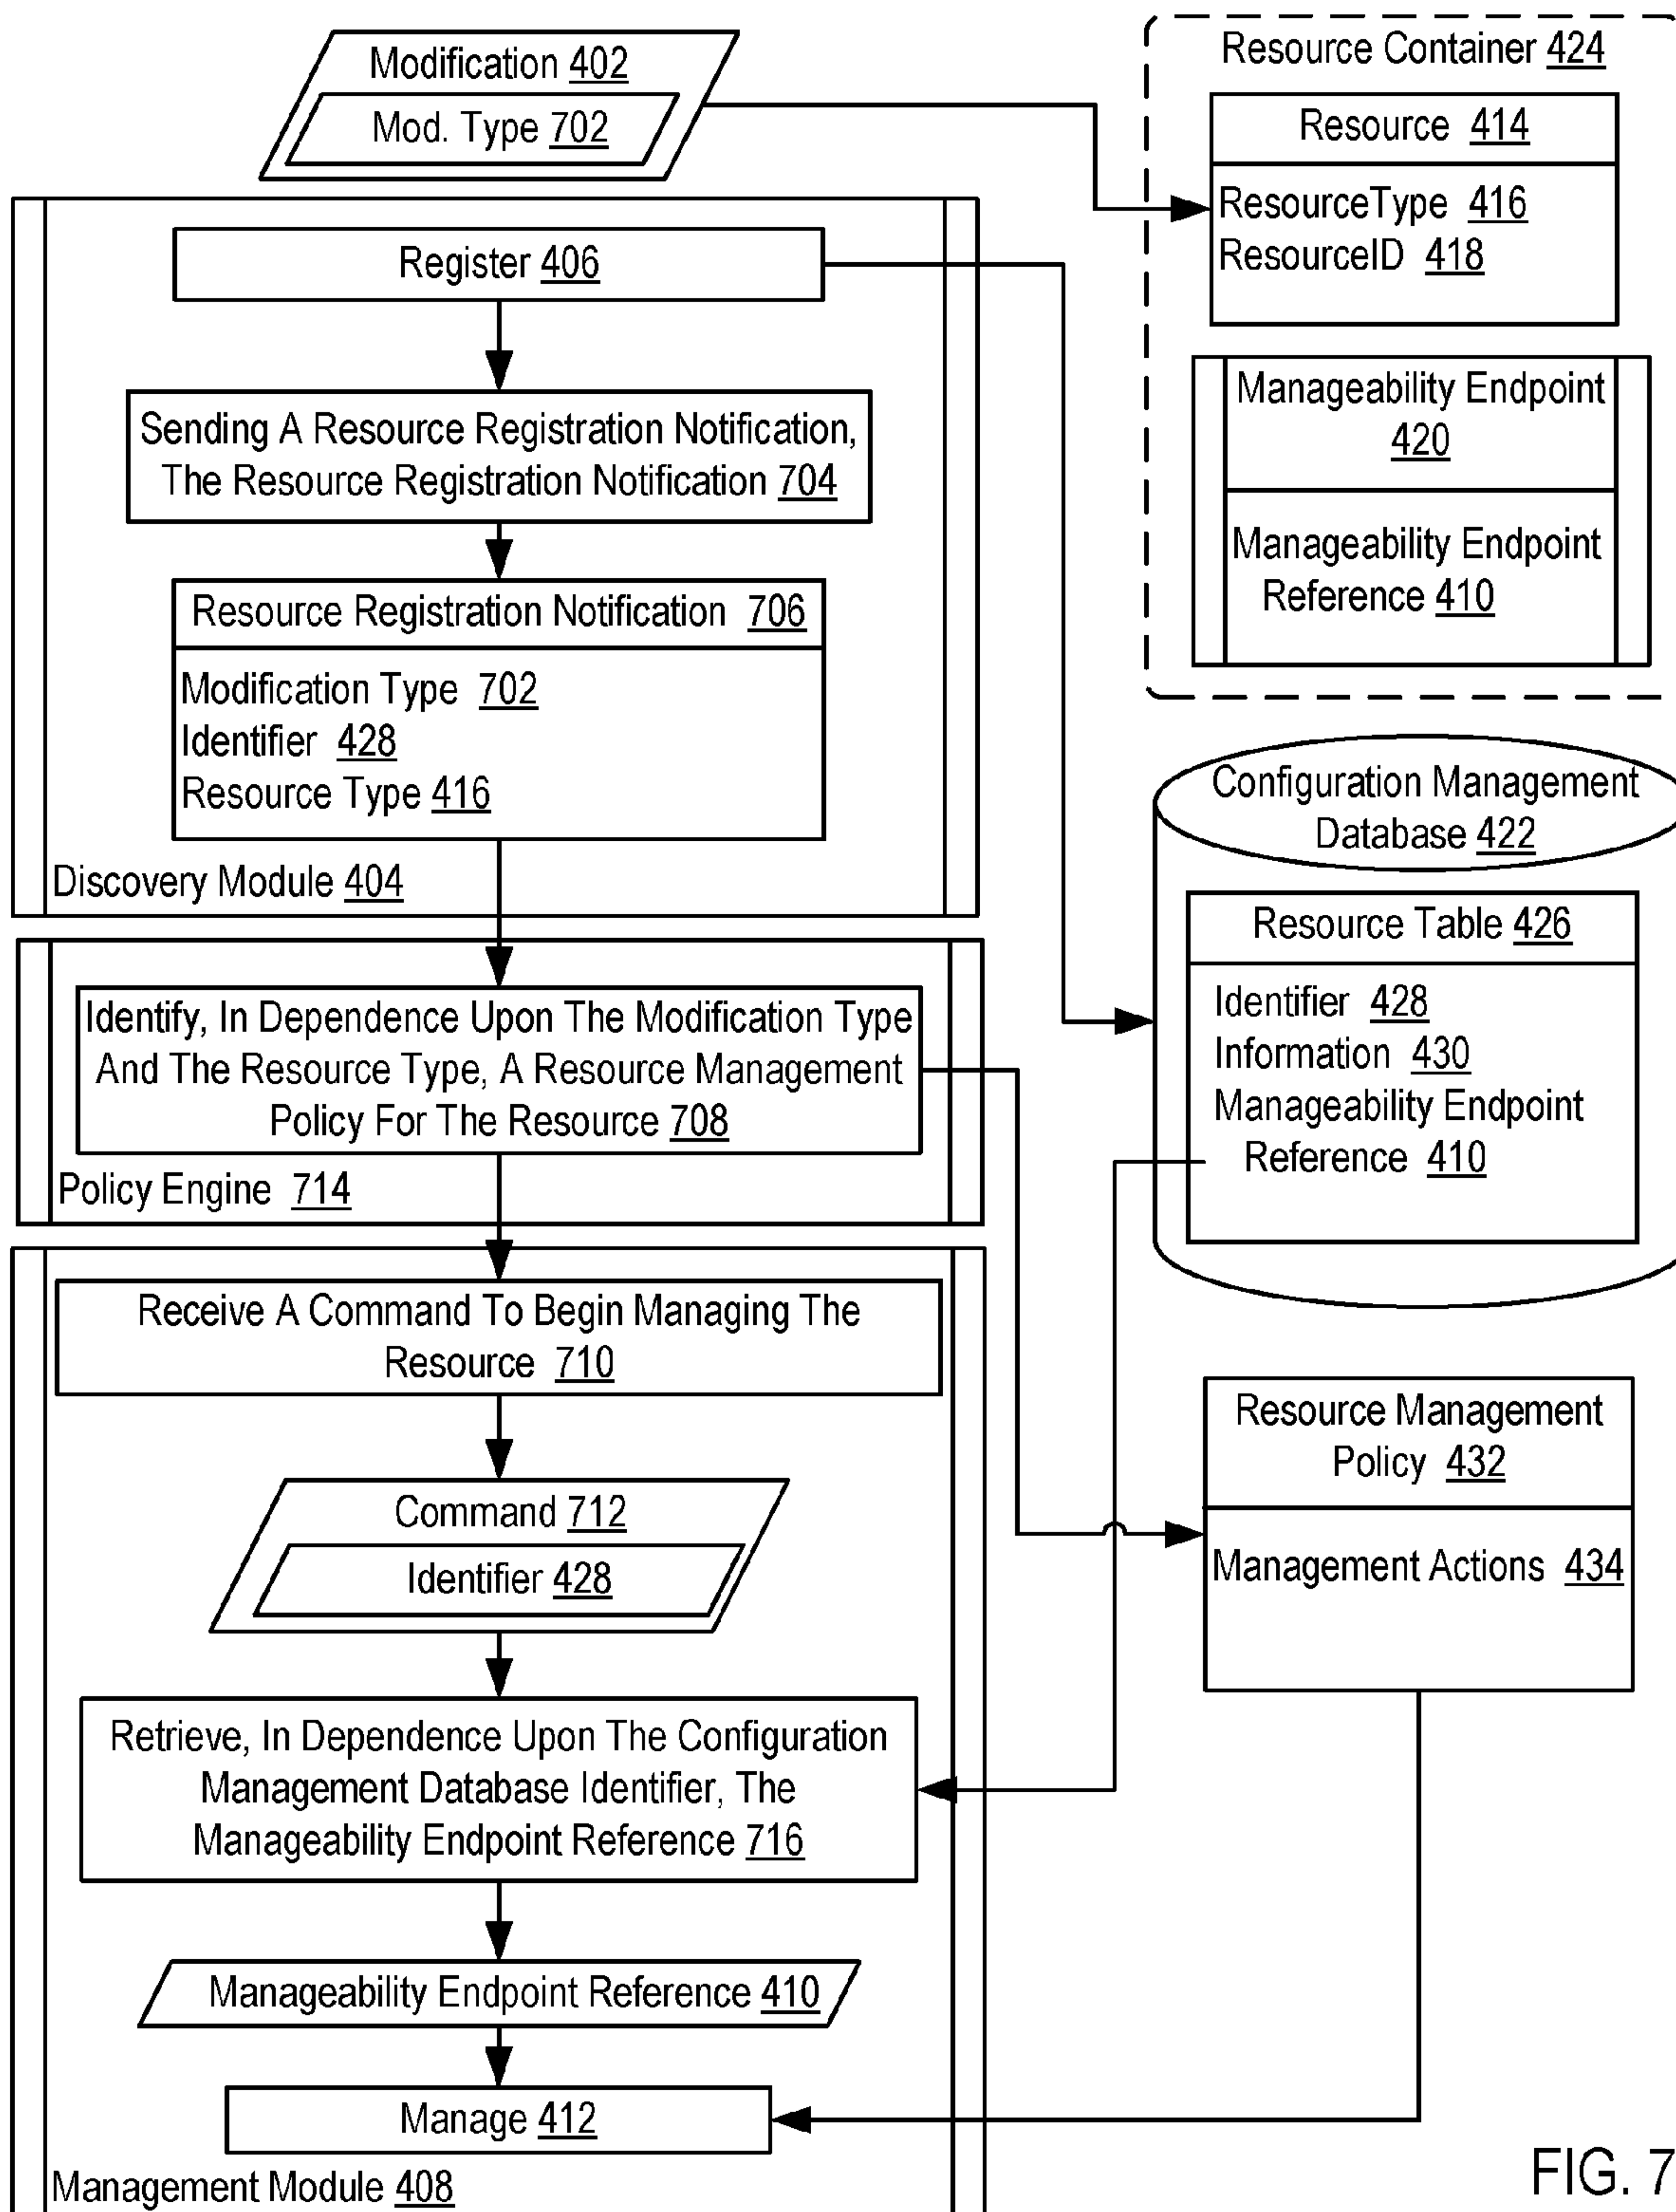 Modification 402
Mod. Type 702
Register 406
Sending A Resource Registration Notification,
The Resource Registration Notification 704
Resource Registration Notification 706
Modification Type 702
Identifier 428
Resource Type 416
Discovery Module 404
Identify, In Dependence Upon The Modification Type
And The Resource Type, A Resource Management
Policy For The Resource 708
Policy Engine 714
Receive A Command To Begin Managing The
Resource 710
Command 712
Identifier 428
Retrieve, In Dependence Upon The Configuration
Management Database Identifier, The
Manageability Endpoint Reference 716
Manageability Endpoint Reference 410
Manage 412
Management Module 408
Resource Container 424
Resource 414
ResourceType 416
ResourceID 418
Manageability Endpoint
420
Manageability Endpoint
Reference 410
Configuration Management
Database 422
Resource Table 426
Identifier 428
Information 430
Manageability Endpoint
Reference 410
Resource Management
Policy 432
Management Actions 434
FIG. 7